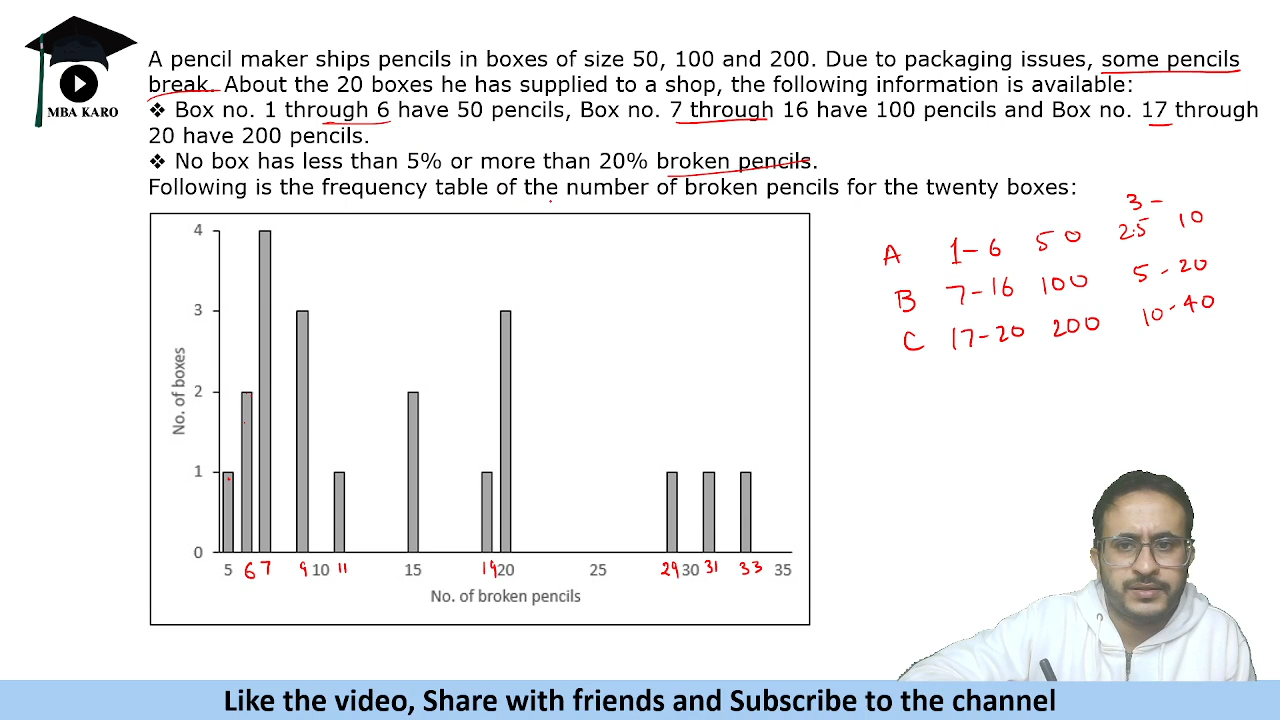 MBA KARO
A pencil maker ships pencils in boxes of size 50, 100 and 200. Due to packaging issues, some pencils
break. About the 20 boxes he has supplied to a shop, the following information is available:
❖ Box no. 1 through 6 have 50 pencils, Box no. 7 through 16 have 100 pencils and Box no. 17 through
20 have 200 pencils.
❖ No box has less than 5% or more than 20% broken pencils.
Following is the frequency table of the number of broken pencils for the twenty boxes:
3 -
A 1-6 50 2.5 10
B 7-16 100 5-20
C 17-20 200 10-40
4
3
2
1
0
No. of boxes
5 6 7 9 10 11 15 19 20 25 29 30 31 33 35
No. of broken pencils
Like the video, Share with friends and Subscribe to the channel